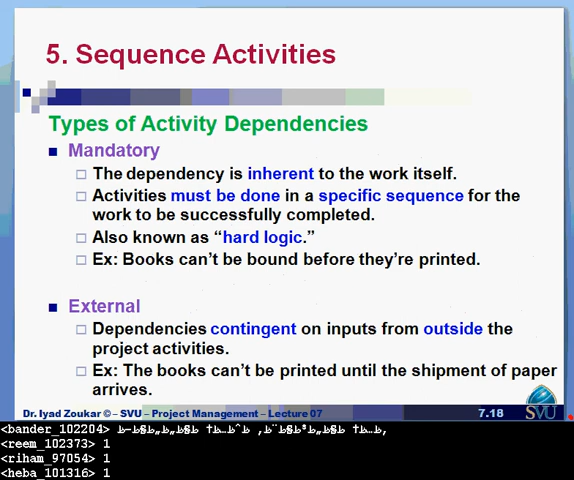 5. Sequence Activities
Types of Activity Dependencies
Mandatory
The dependency is inherent to the work itself.
Activities must be done in a specific sequence for the
work to be successfully completed.
Also known as “hard logic.”
Ex: Books can’t be bound before they’re printed.
External
Dependencies contingent on inputs from outside the
project activities.
Ex: The books can’t be printed until the shipment of paper
arrives.
Dr. Iyad Zoukar © – SVU – Project Management – Lecture 07 7.18 SVU
<bander_102204>
<reem_102373> 1
<riham_97054> 1
<heba_101316> 1